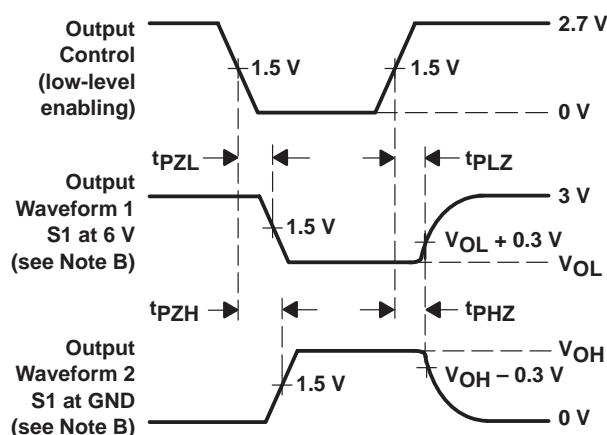 Output
Control
(low-level
enabling)
1.5 V
1.5 V
2.7 V
0 V
tPZL
tPLZ
Output
Waveform 1
S1 at 6 V
(see Note B)
1.5 V
3 V
VOL + 0.3 V
VOL
tPZH
tPHZ
Output
Waveform 2
S1 at GND
(see Note B)
1.5 V
VOH
VOH – 0.3 V
0 V